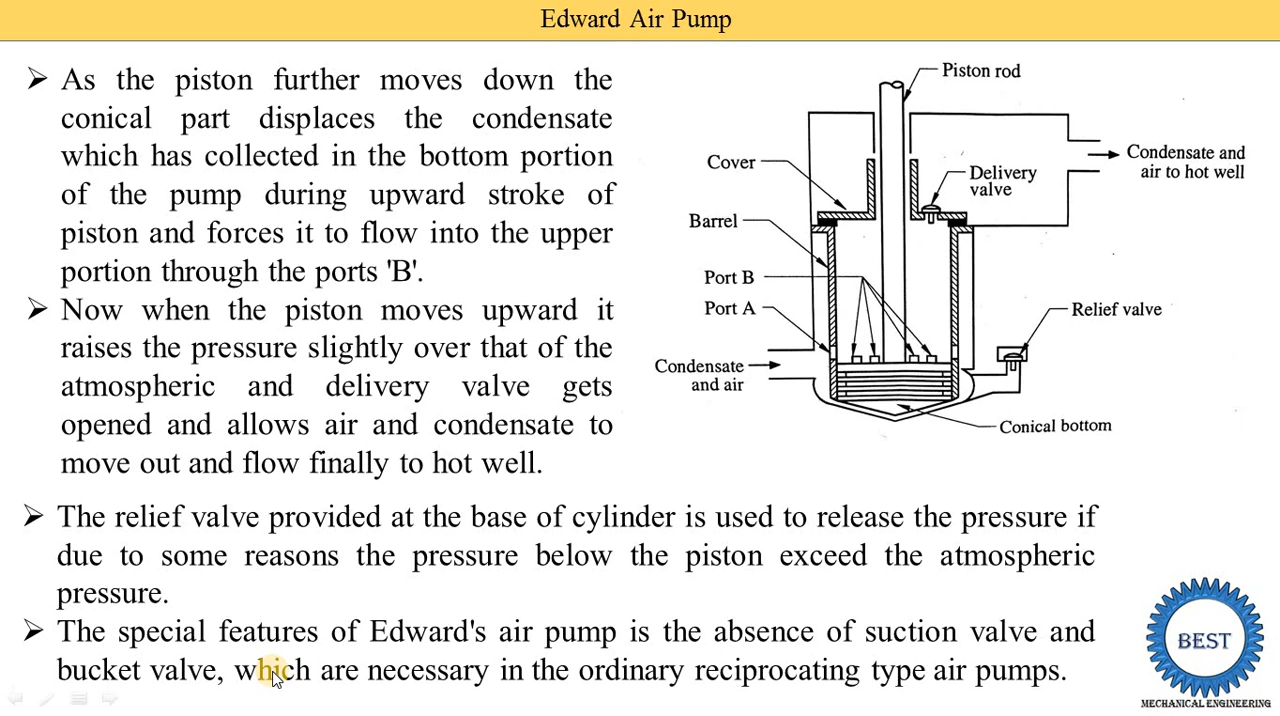 Edward Air Pump
➢ As the piston further moves down the
conical part displaces the condensate
which has collected in the bottom portion
of the pump during upward stroke of
piston and forces it to flow into the upper
portion through the ports 'B'.
➢ Now when the piston moves upward it
raises the pressure slightly over that of the
atmospheric and delivery valve gets
opened and allows air and condensate to
move out and flow finally to hot well.
➢ The relief valve provided at the base of cylinder is used to release the pressure if
due to some reasons the pressure below the piston exceed the atmospheric
pressure.
➢ The special features of Edward's air pump is the absence of suction valve and
bucket valve, which are necessary in the ordinary reciprocating type air pumps.
Piston rod
Cover
Delivery
valve
Condensate and
air to hot well
Barrel
Port B
Port A
Relief valve
Condensate
and air
Conical bottom
BEST
MECHANICAL ENGINEERING